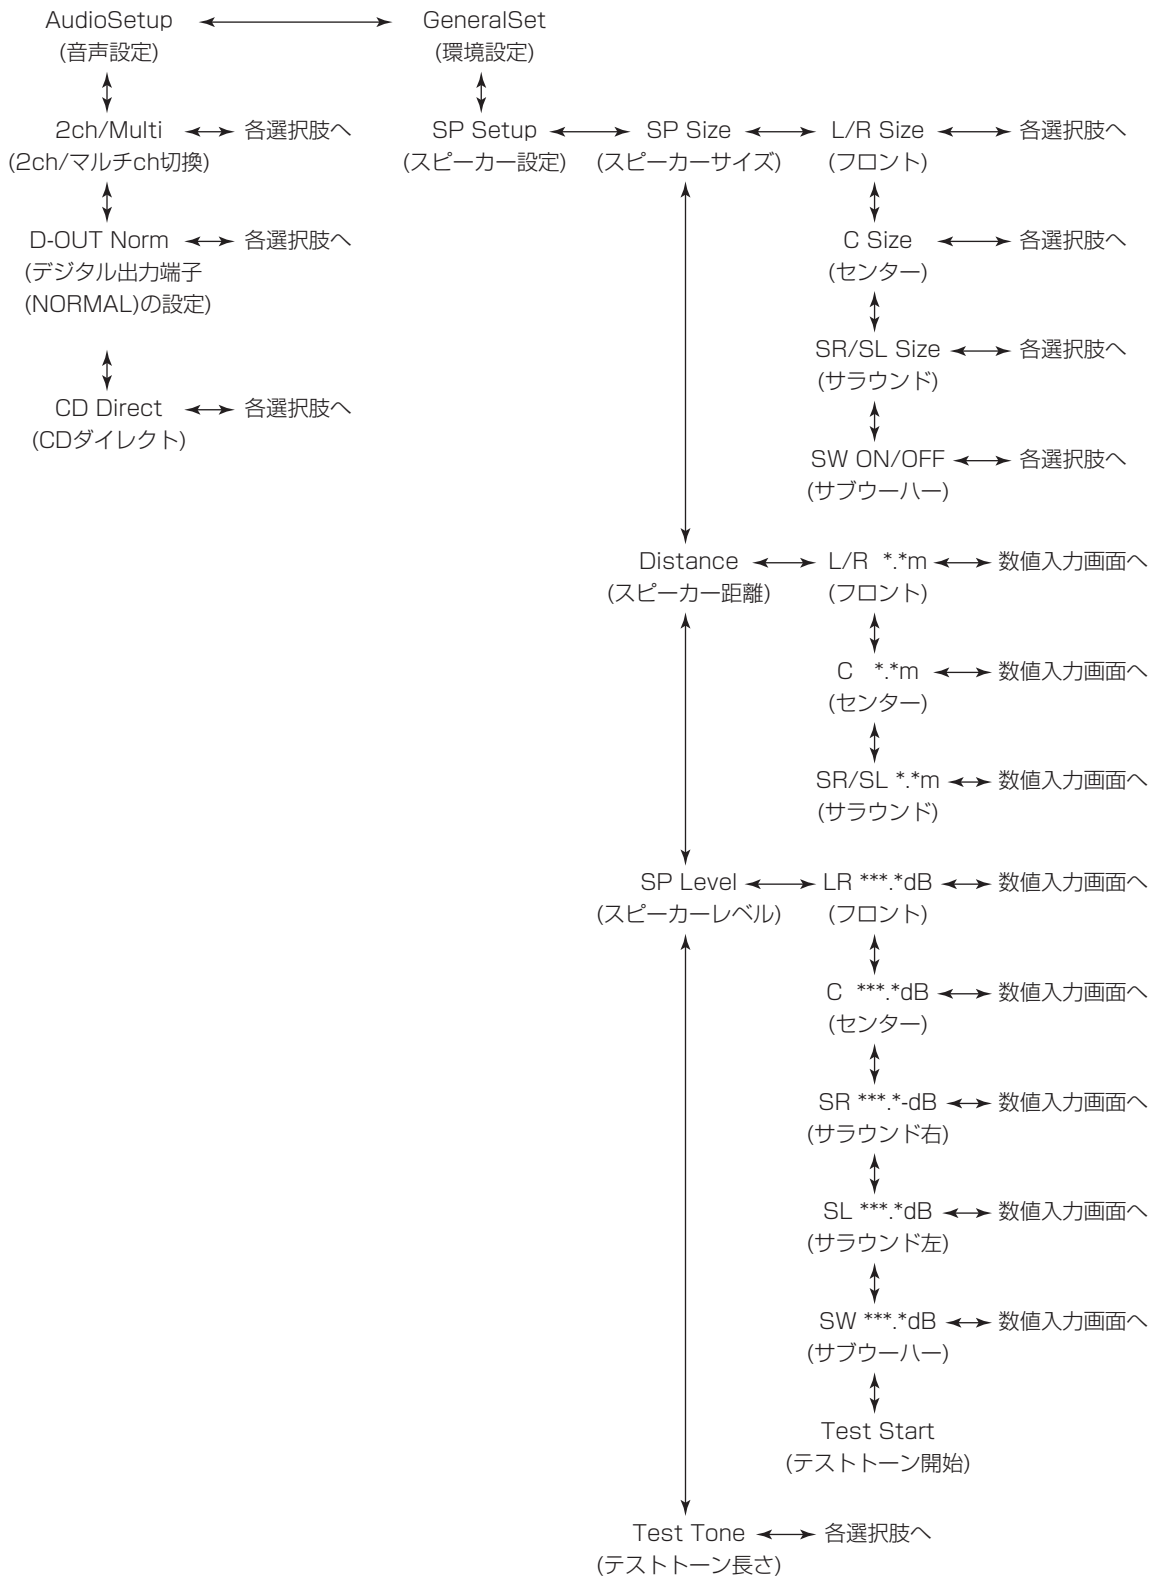 AudioSetup GeneralSet
(音声設定) (環境設定)
2ch/Multi 各選択肢へ SP Setup SP Size L/R Size 各選択肢へ
(2ch/マルチch切換) (スピーカー設定) (スピーカーサイズ) (フロント)
D-OUT Norm 各選択肢へ C Size 各選択肢へ
(デジタル出力端子 (センター)
(NORMAL)の設定)
SR/SL Size 各選択肢へ
(サラウンド)
CD Direct 各選択肢へ
(CDダイレクト)
SW ON/OFF 各選択肢へ
(サブウーハー)
Distance L/R *.*m 数値入力画面へ
(スピーカー距離) (フロント)
C *.*m 数値入力画面へ
(センター)
SR/SL *.*m 数値入力画面へ
(サラウンド)
SP Level LR ***.*dB 数値入力画面へ
(スピーカーレベル) (フロント)
C ***.*dB 数値入力画面へ
(センター)
SR ***.*-dB 数値入力画面へ
(サラウンド右)
SL ***.*dB 数値入力画面へ
(サラウンド左)
SW ***.*dB 数値入力画面へ
(サブウーハー)
Test Start
(テストトーン開始)
Test Tone 各選択肢へ
(テストトーン長さ)